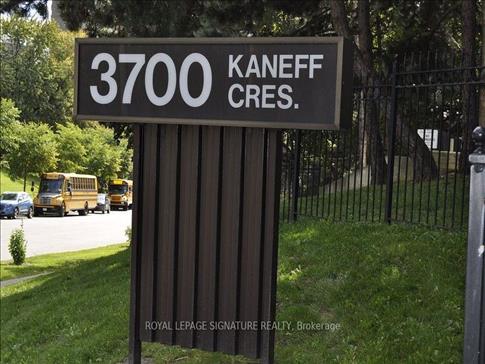 3700 KANEFF
CRES.
ROYAL LEPAGE SIGNATURE REALTY, Brokerage